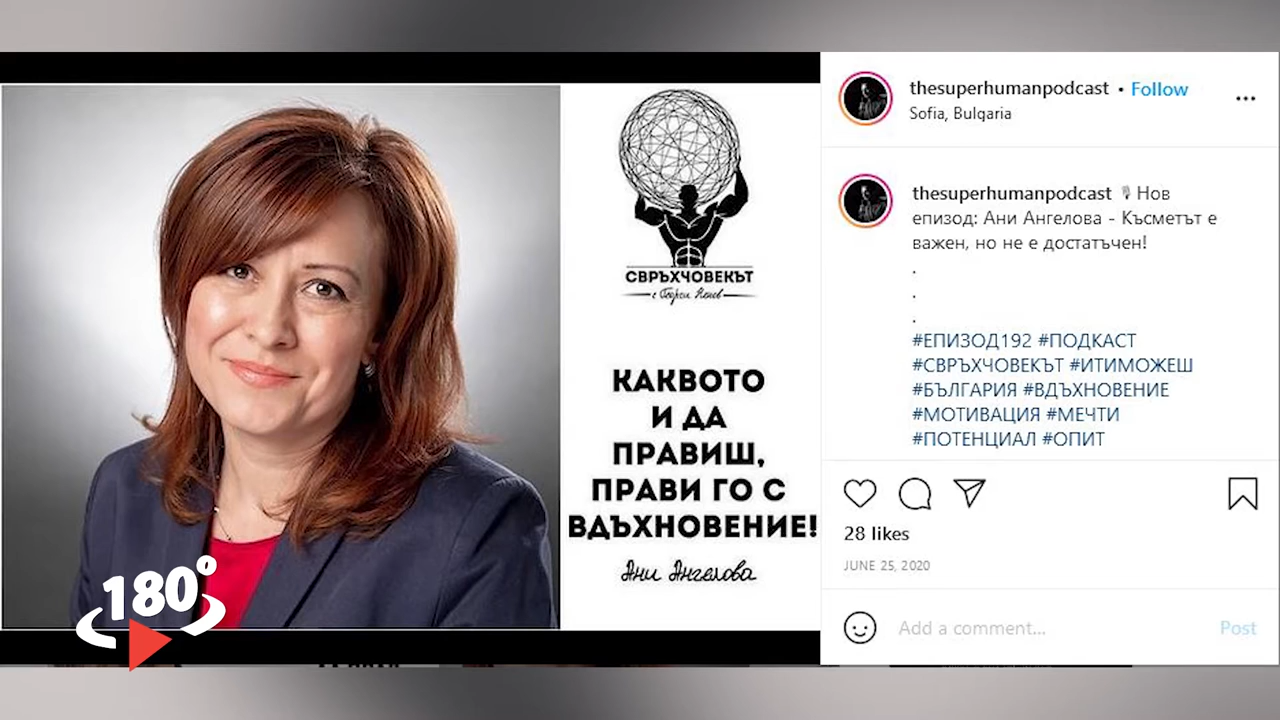 СВРЪХЧОВЕКЪТ
с Георги Ненов
КАКВОТО
И ДА
ПРАВИШ,
ПРАВИ ГО С
ВДЪХНОВЕНИЕ!
Ани Ангелова
180°
thesuperhumanpodcast • Follow
Sofia, Bulgaria
thesuperhumanpodcast 🎙Нов
епизод: Ани Ангелова - Късметът е
важен, но не е достатъчен!
.
.
.
#ЕПИЗОД192 #ПОДКАСТ
#СВРЪХЧОВЕКЪТ #ИТИМОЖЕШ
#БЪЛГАРИЯ #ВДЪХНОВЕНИЕ
#МОТИВАЦИЯ #МЕЧТИ
#ПОТЕНЦИАЛ #ОПИТ
28 likes
JUNE 25, 2020
Add a comment... Post